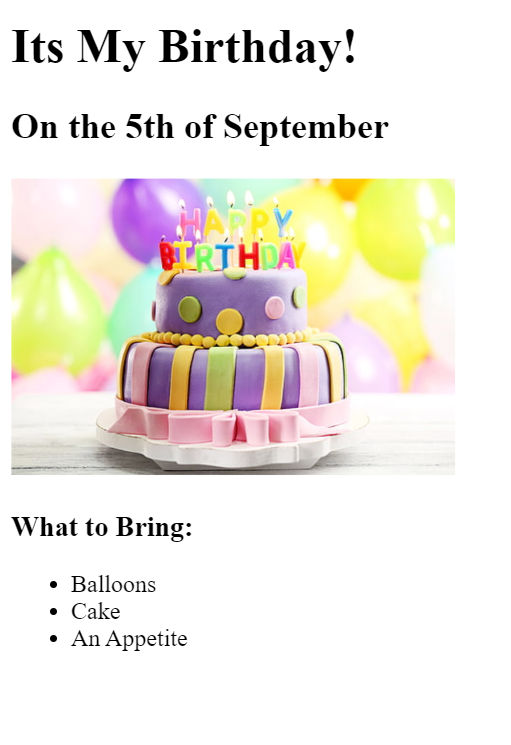 Its My Birthday!
On the 5th of September
HAPPY
BIRTHDAY
What to Bring:
Balloons
Cake
An Appetite